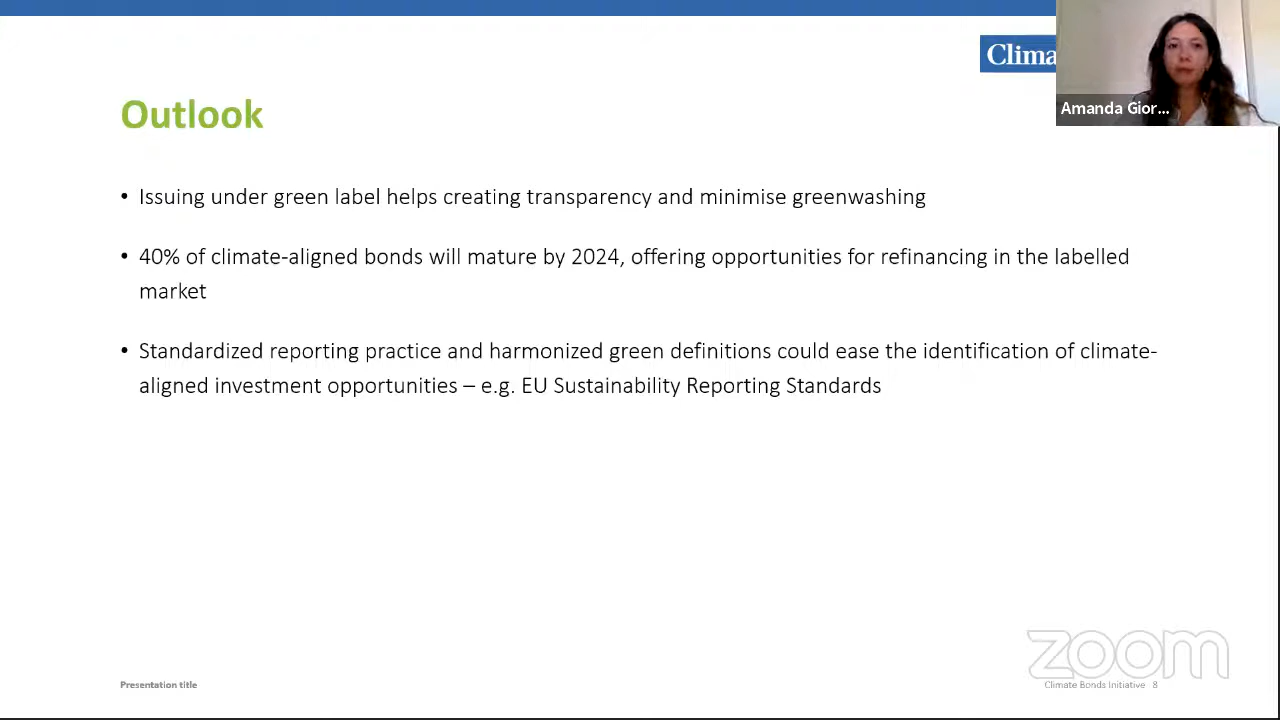 Clima
Amanda Gior...
Outlook
• Issuing under green label helps creating transparency and minimise greenwashing
• 40% of climate-aligned bonds will mature by 2024, offering opportunities for refinancing in the labelled
market
• Standardized reporting practice and harmonized green definitions could ease the identification of climate-
aligned investment opportunities – e.g. EU Sustainability Reporting Standards
zoom
Presentation title
Climate Bonds Initiative 8